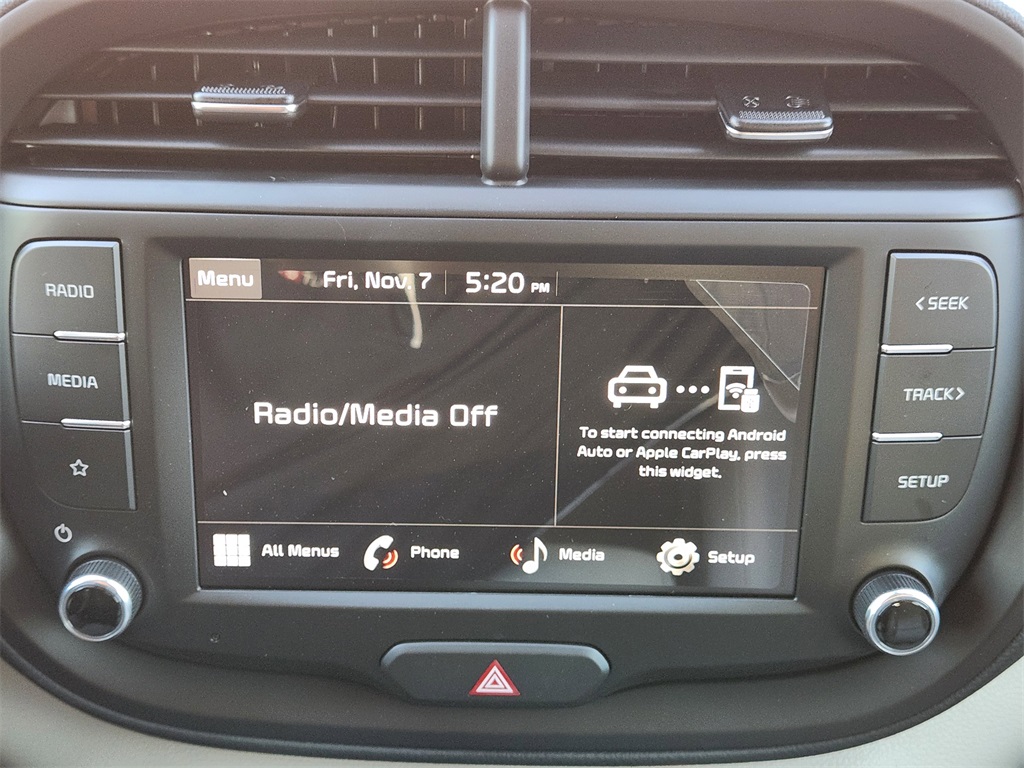 Menu
Fri, Nov. 7
5:20 PM
RADIO
MEDIA
< SEEK
TRACK >
SETUP
Radio/Media Off
To start connecting Android
Auto or Apple CarPlay, press
this widget.
All Menus
Phone
Media
Setup